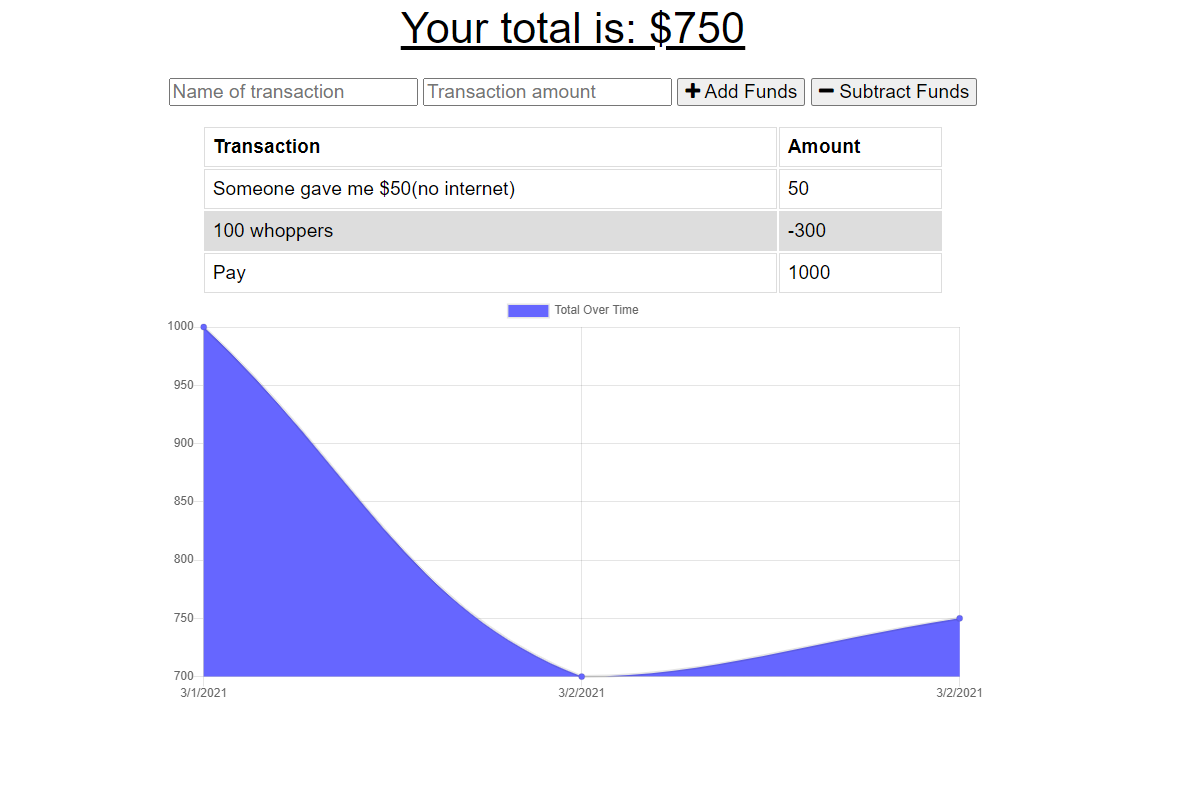 Your total is: $750
Name of transaction Transaction amount + Add Funds − Subtract Funds
Transaction Amount
Someone gave me $50(no internet) 50
100 whoppers -300
Pay 1000
Total Over Time
1000
950
900
850
800
750
700
3/1/2021 3/2/2021 3/2/2021